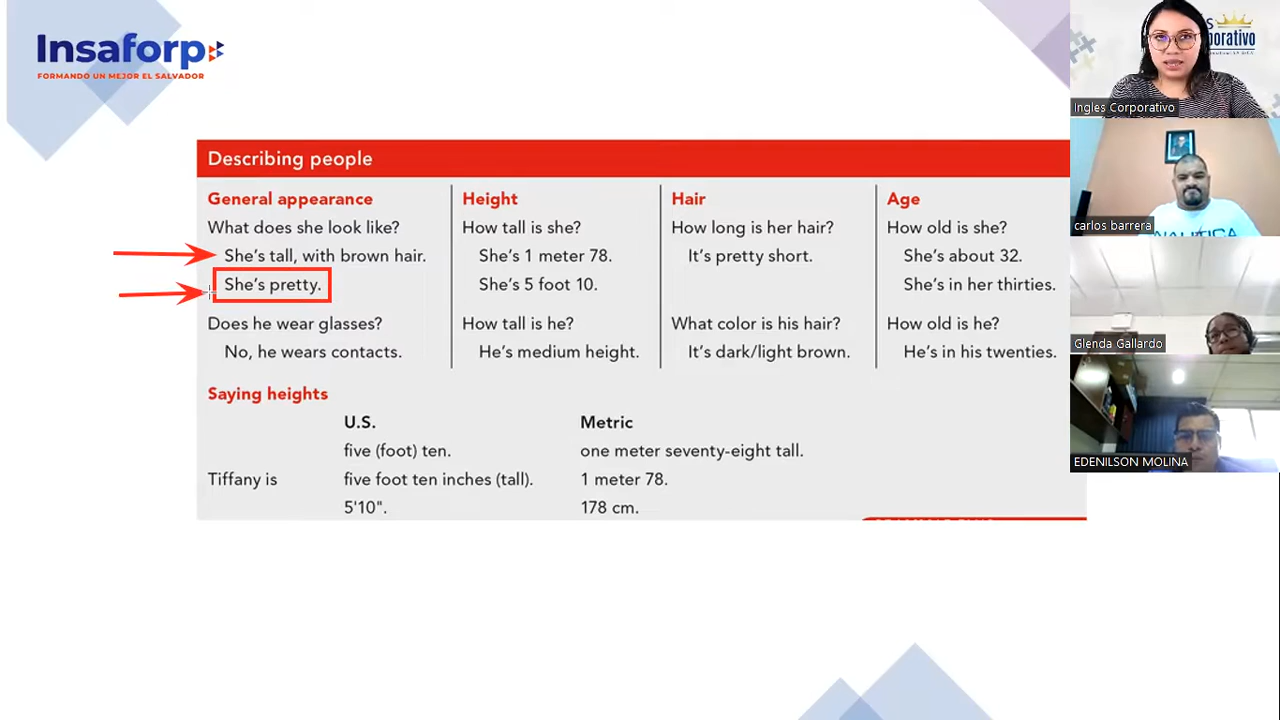 Insaforp
FORMANDO UN MEJOR EL SALVADOR
Describing people
General appearance
What does she look like?
She's tall, with brown hair.
She's pretty.
Does he wear glasses?
No, he wears contacts.
Height
How tall is she?
She's 1 meter 78.
She's 5 foot 10.
How tall is he?
He's medium height.
Hair
How long is her hair?
It's pretty short.
What color is his hair?
It's dark/light brown.
Age
How old is she?
She's about 32.
She's in her thirties.
How old is he?
He's in his twenties.
Saying heights
U.S.
Metric
five (foot) ten.
one meter seventy-eight tall.
Tiffany is
five foot ten inches (tall).
1 meter 78.
5'10".
178 cm.
Ingles Corporativo
carbos barrera
NAUTICA
Glenda Gallardo
EDENILSON MOLINA